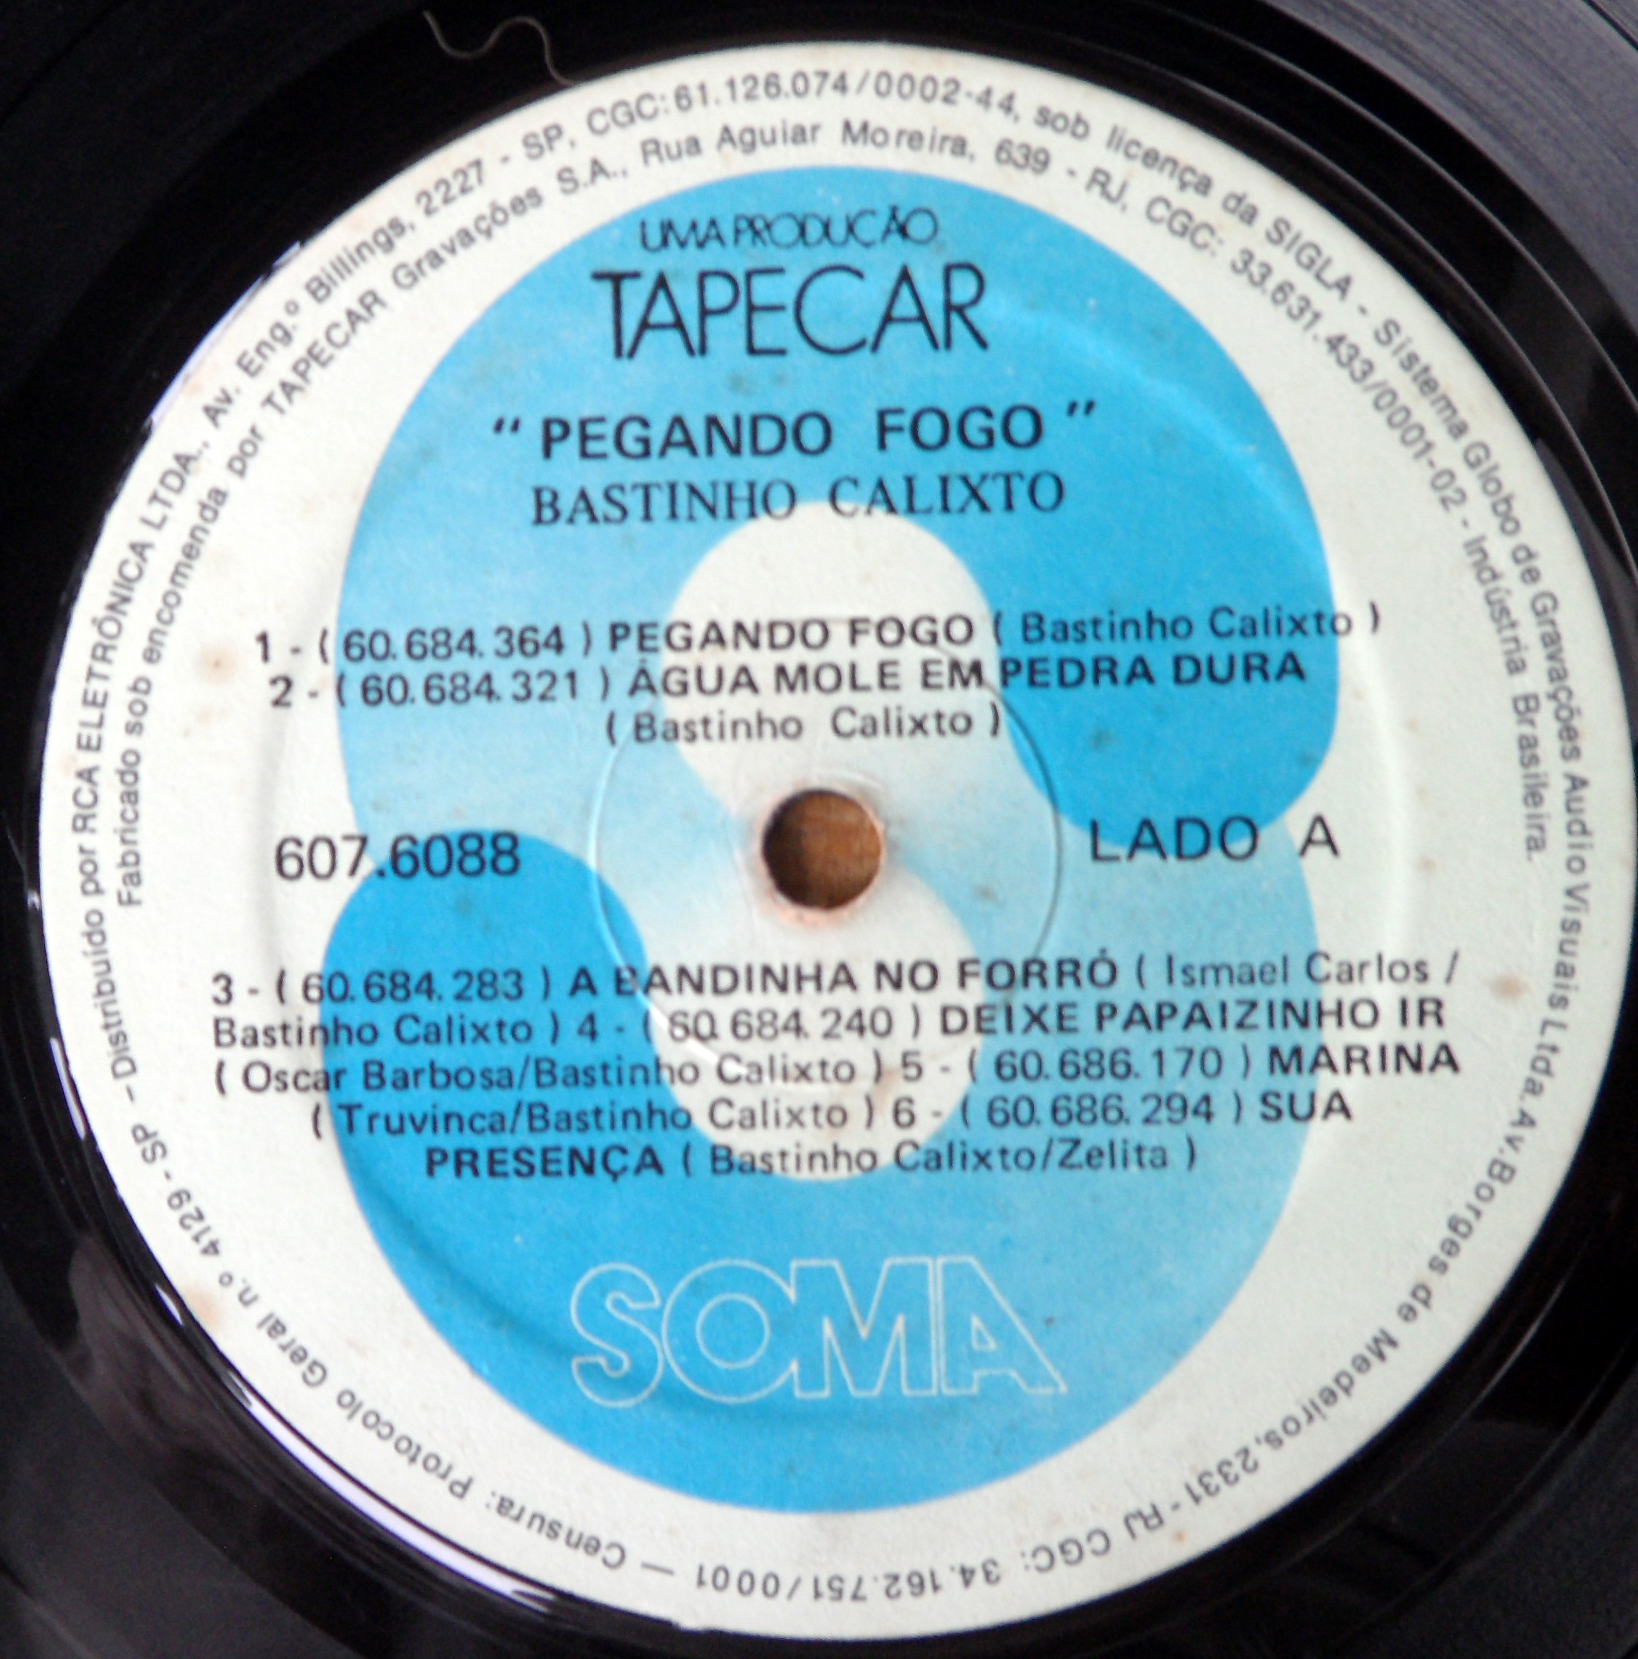 UMA PRODUÇÃO
TAPECAR
" PEGANDO FOGO "
BASTINHO CALIXTO
1 - ( 60.684.364 ) PEGANDO FOGO ( Bastinho Calixto )
2 - ( 60.684.321 ) ÁGUA MOLE EM PEDRA DURA
( Bastinho Calixto )
607.6088
LADO A
3 - ( 60.684.283 ) A BANDINHA NO FORRÓ ( Ismael Carlos /
Bastinho Calixto ) 4 - ( 60.684.240 ) DEIXE PAPAIZINHO IR
( Oscar Barbosa/Bastinho Calixto ) 5 - ( 60.686.170 ) MARINA
( Truvinca/Bastinho Calixto ) 6 - ( 60.686.294 ) SUA
PRESENÇA ( Bastinho Calixto/Zelita )
SOMA
Distribuído por RCA ELETRÔNICA LTDA., Av. Eng.º Billings, 2227 - SP, CGC:61.126.074/0002-44, sob licença da SIGLA - Sistema Globo de Gravações Audio Visuais Ltda. Av. Borges de Medeiros, 2331 - RJ CGC: 34.162.751/0001 — Censura: Protocolo Geral n.º 4129 - SP -
Fabricado sob encomenda por TAPECAR Gravações S.A., Rua Aguiar Moreira, 639 - RJ, CGC: 33.631.433/0001-02 - Indústria Brasileira.